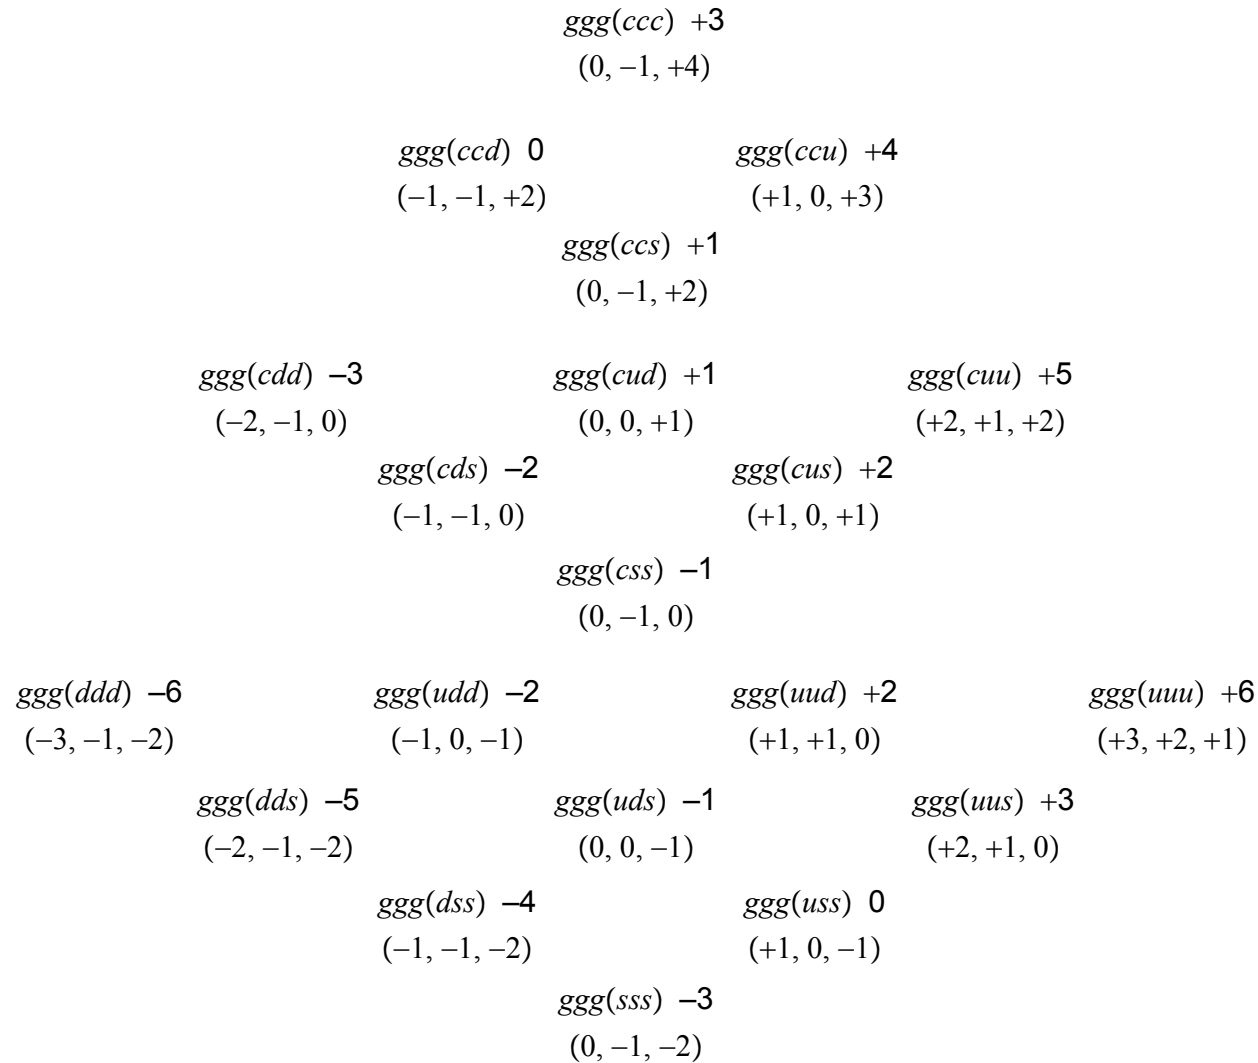 ggg(ccc) +3
(0, –1, +4)
ggg(ccd) 0 ggg(ccu) +4
(–1, –1, +2) (+1, 0, +3)
ggg(ccs) +1
(0, –1, +2)
ggg(cdd) –3 ggg(cud) +1 ggg(cuu) +5
(–2, –1, 0) (0, 0, +1) (+2, +1, +2)
ggg(cds) –2 ggg(cus) +2
(–1, –1, 0) (+1, 0, +1)
ggg(css) –1
(0, –1, 0)
ggg(ddd) –6 ggg(udd) –2 ggg(uud) +2 ggg(uuu) +6
(–3, –1, –2) (–1, 0, –1) (+1, +1, 0) (+3, +2, +1)
ggg(dds) –5 ggg(uds) –1 ggg(uus) +3
(–2, –1, –2) (0, 0, –1) (+2, +1, 0)
ggg(dss) –4 ggg(uss) 0
(–1, –1, –2) (+1, 0, –1)
ggg(sss) –3
(0, –1, –2)